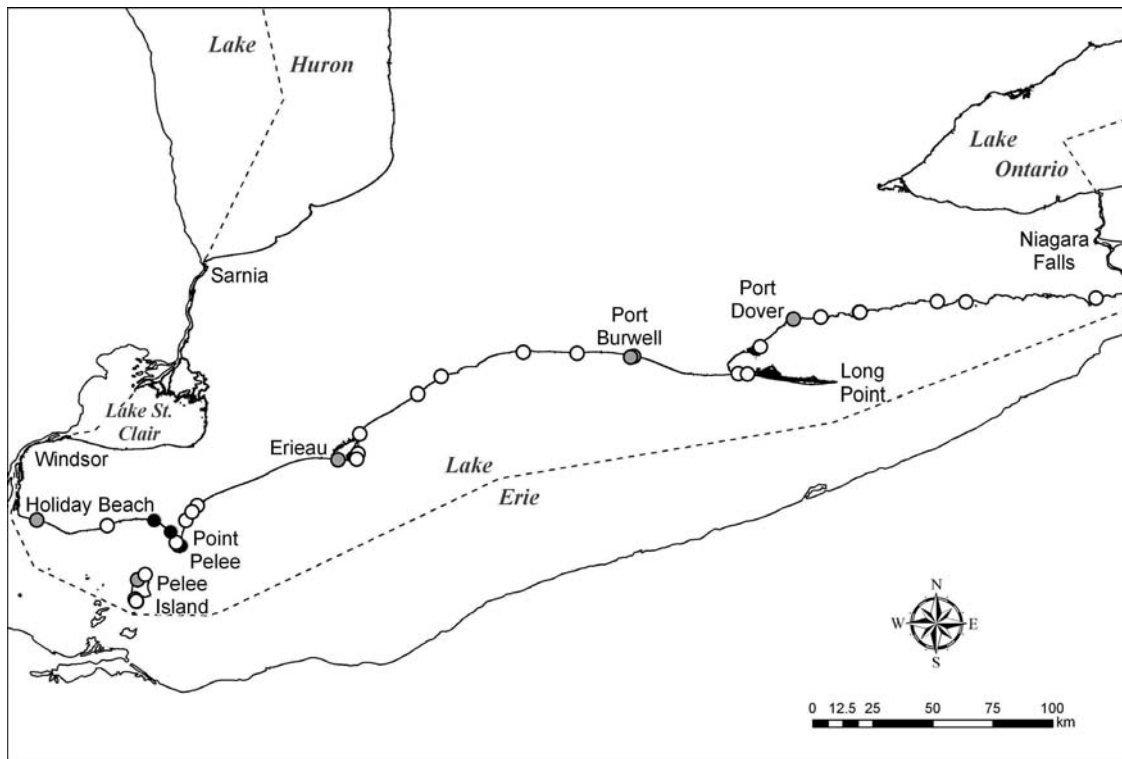 Lake
Huron
Lake
Ontario
Niagara
Falls
Sarnia
Port
Dover
Port
Burwell
Long
Point
Lake St.
Clair
Windsor
Erieau
Lake
Erie
Holiday Beach
Point
Pelee
Pelee
Island
N
W E
S
0 12.5 25 50 75 100
km